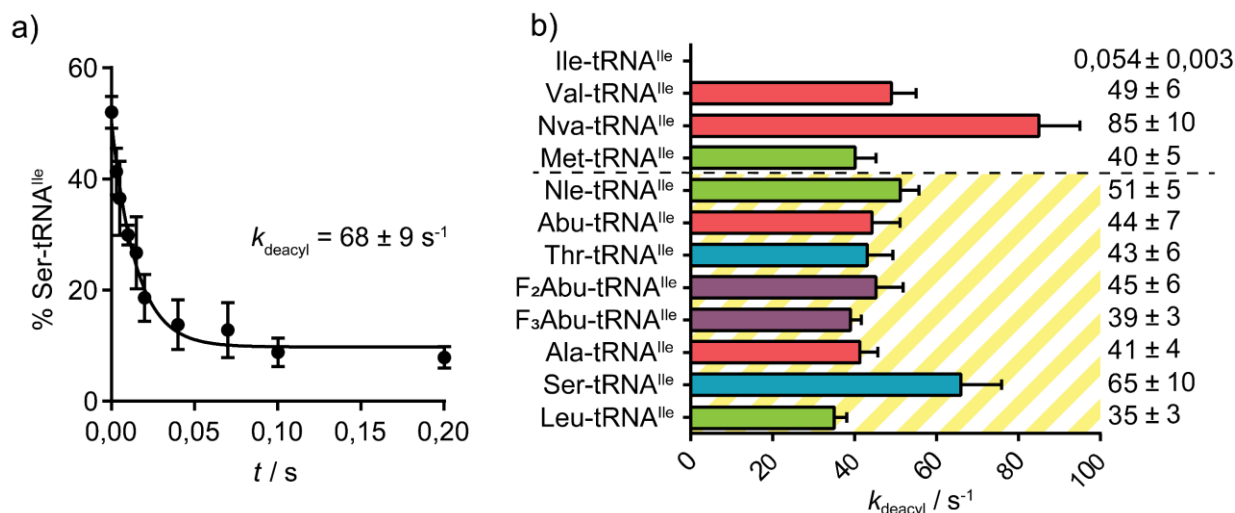 a)
60
40
20
0
% Ser-tRNAᴵˡᵉ
k_deacyl = 68 ± 9 s⁻¹
0,00 0,05 0,10 0,15 0,20
t / s
b)
Ile-tRNAᴵˡᵉ 0,054 ± 0,003
Val-tRNAᴵˡᵉ 49 ± 6
Nva-tRNAᴵˡᵉ 85 ± 10
Met-tRNAᴵˡᵉ 40 ± 5
Nle-tRNAᴵˡᵉ 51 ± 5
Abu-tRNAᴵˡᵉ 44 ± 7
Thr-tRNAᴵˡᵉ 43 ± 6
F₂Abu-tRNAᴵˡᵉ 45 ± 6
F₃Abu-tRNAᴵˡᵉ 39 ± 3
Ala-tRNAᴵˡᵉ 41 ± 4
Ser-tRNAᴵˡᵉ 65 ± 10
Leu-tRNAᴵˡᵉ 35 ± 3
0 20 40 60 80 100
k_deacyl / s⁻¹